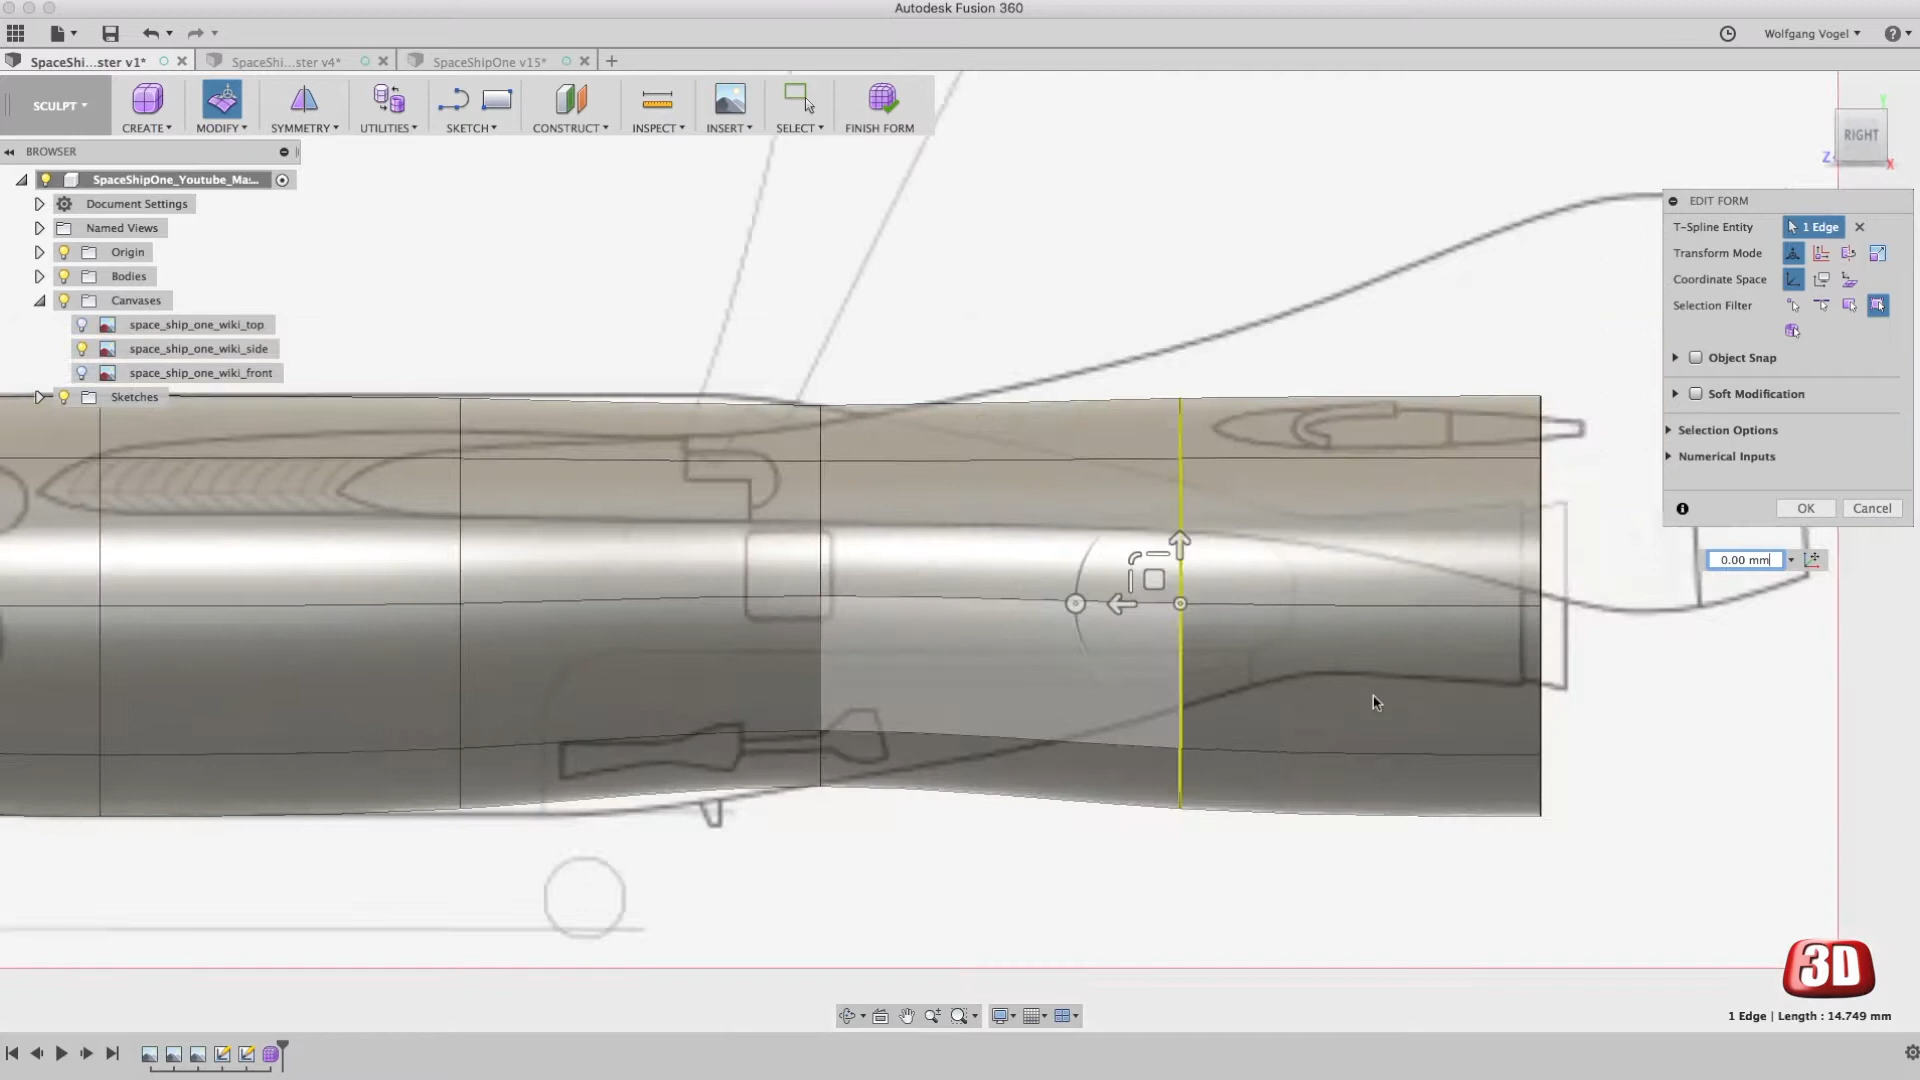 Autodesk Fusion 360
Wolfgang Vogel
SpaceShi...ster v1*
SpaceShi...ster v4*
SpaceShipOne v15*
SCULPT
CREATE
MODIFY
SYMMETRY
UTILITIES
SKETCH
CONSTRUCT
INSPECT
INSERT
SELECT
FINISH FORM
BROWSER
SpaceShipOne_Youtube_Ma:...
Document Settings
Named Views
Origin
Bodies
Canvases
space_ship_one_wiki_top
space_ship_one_wiki_side
space_ship_one_wiki_front
Sketches
Y
RIGHT
Z
X
EDIT FORM
T-Spline Entity
1 Edge
Transform Mode
Coordinate Space
Selection Filter
Object Snap
Soft Modification
Selection Options
Numerical Inputs
OK
Cancel
0.00 mm
3D
1 Edge | Length : 14.749 mm